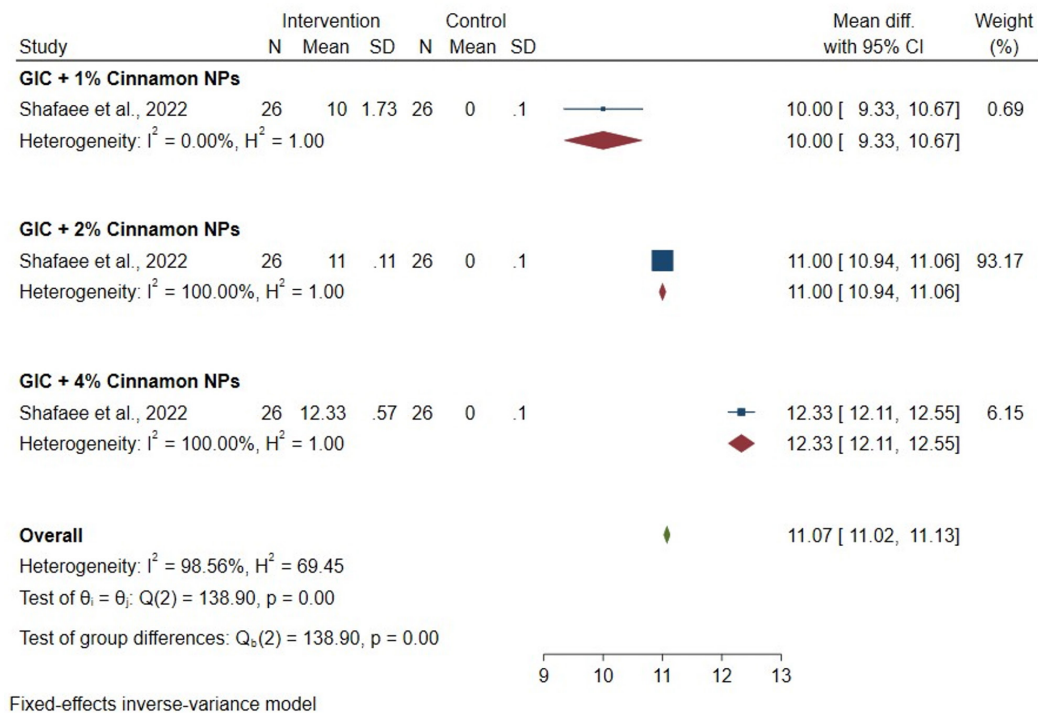 Intervention Control Mean diff. Weight
Study N Mean SD N Mean SD with 95% CI (%)
GIC + 1% Cinnamon NPs
Shafaee et al., 2022 26 10 1.73 26 0 .1 10.00 [ 9.33, 10.67] 0.69
Heterogeneity: I² = 0.00%, H² = 1.00 10.00 [ 9.33, 10.67]
GIC + 2% Cinnamon NPs
Shafaee et al., 2022 26 11 .11 26 0 .1 11.00 [ 10.94, 11.06] 93.17
Heterogeneity: I² = 100.00%, H² = 1.00 11.00 [ 10.94, 11.06]
GIC + 4% Cinnamon NPs
Shafaee et al., 2022 26 12.33 .57 26 0 .1 12.33 [ 12.11, 12.55] 6.15
Heterogeneity: I² = 100.00%, H² = 1.00 12.33 [ 12.11, 12.55]
Overall 11.07 [ 11.02, 11.13]
Heterogeneity: I² = 98.56%, H² = 69.45
Test of θᵢ = θⱼ: Q(2) = 138.90, p = 0.00
Test of group differences: Q_b(2) = 138.90, p = 0.00
9 10 11 12 13
Fixed-effects inverse-variance model